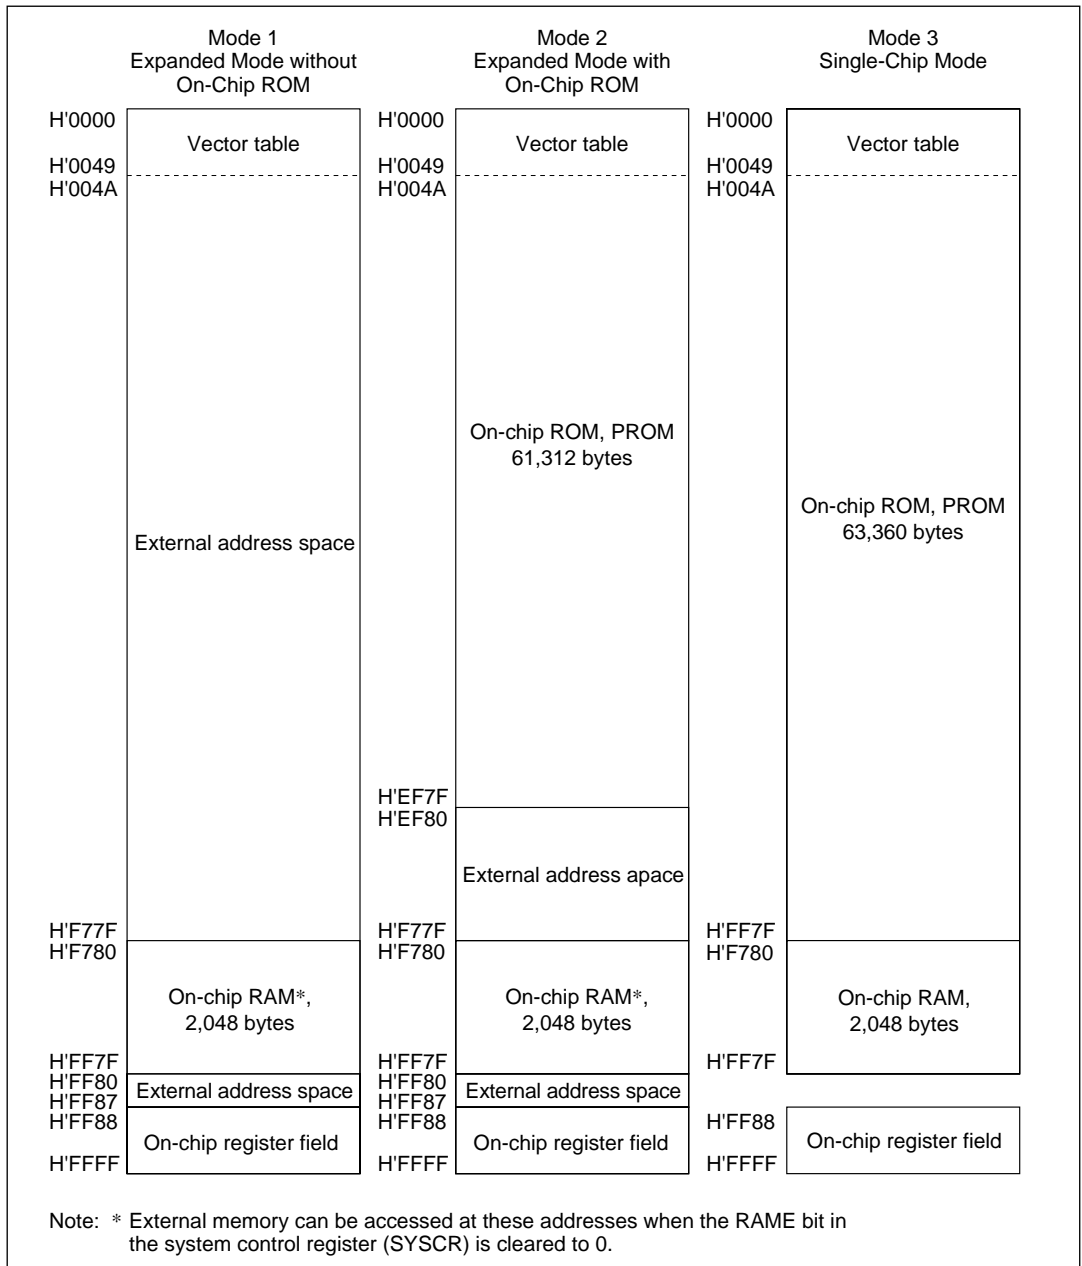 Mode 1
Expanded Mode without
On-Chip ROM
H'0000
Vector table
H'0049
H'004A
External address space
H'F77F
H'F780
On-chip RAM*,
2,048 bytes
H'FF7F
H'FF80
External address space
H'FF87
H'FF88
On-chip register field
H'FFFF
Mode 2
Expanded Mode with
On-Chip ROM
H'0000
Vector table
H'0049
H'004A
On-chip ROM, PROM
61,312 bytes
H'EF7F
H'EF80
External address apace
H'F77F
H'F780
On-chip RAM*,
2,048 bytes
H'FF7F
H'FF80
External address space
H'FF87
H'FF88
On-chip register field
H'FFFF
Mode 3
Single-Chip Mode
H'0000
Vector table
H'0049
H'004A
On-chip ROM, PROM
63,360 bytes
H'FF7F
H'F780
On-chip RAM,
2,048 bytes
H'FF7F
H'FF88
On-chip register field
H'FFFF
Note: * External memory can be accessed at these addresses when the RAME bit in
the system control register (SYSCR) is cleared to 0.